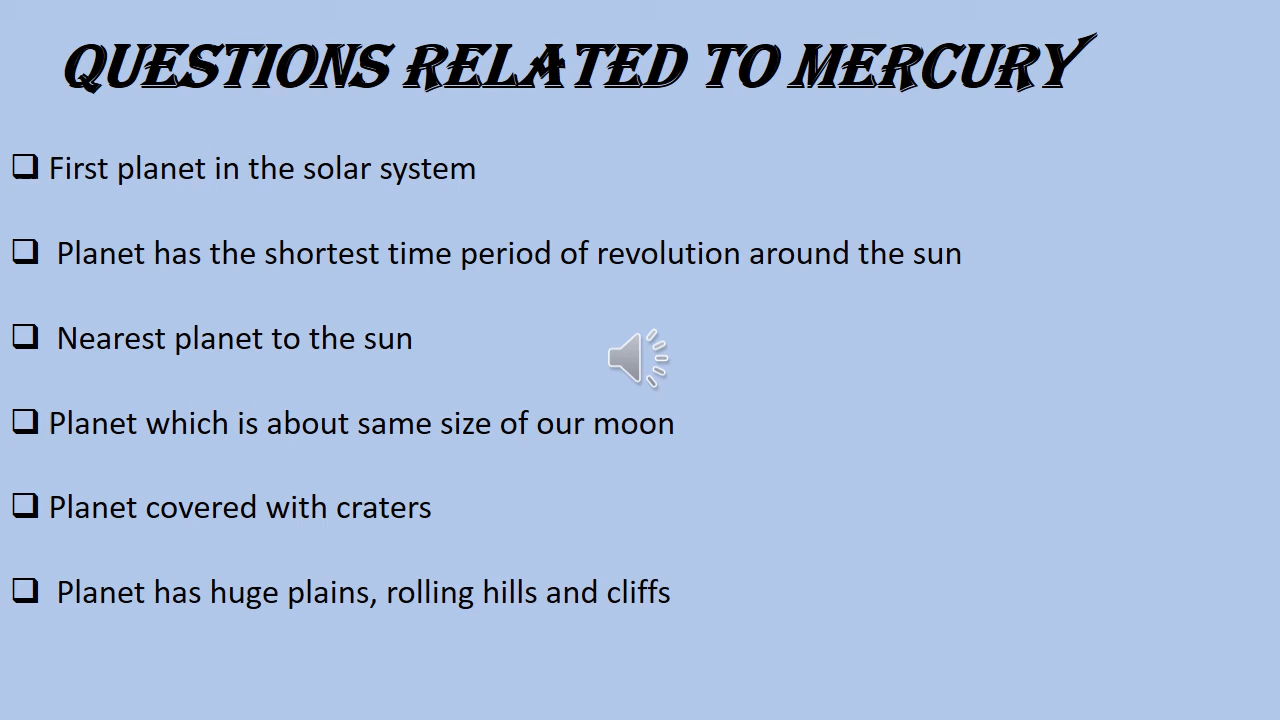 QUESTIONS RELATED TO MERCURY
❑ First planet in the solar system
❑ Planet has the shortest time period of revolution around the sun
❑ Nearest planet to the sun
❑ Planet which is about same size of our moon
❑ Planet covered with craters
❑ Planet has huge plains, rolling hills and cliffs